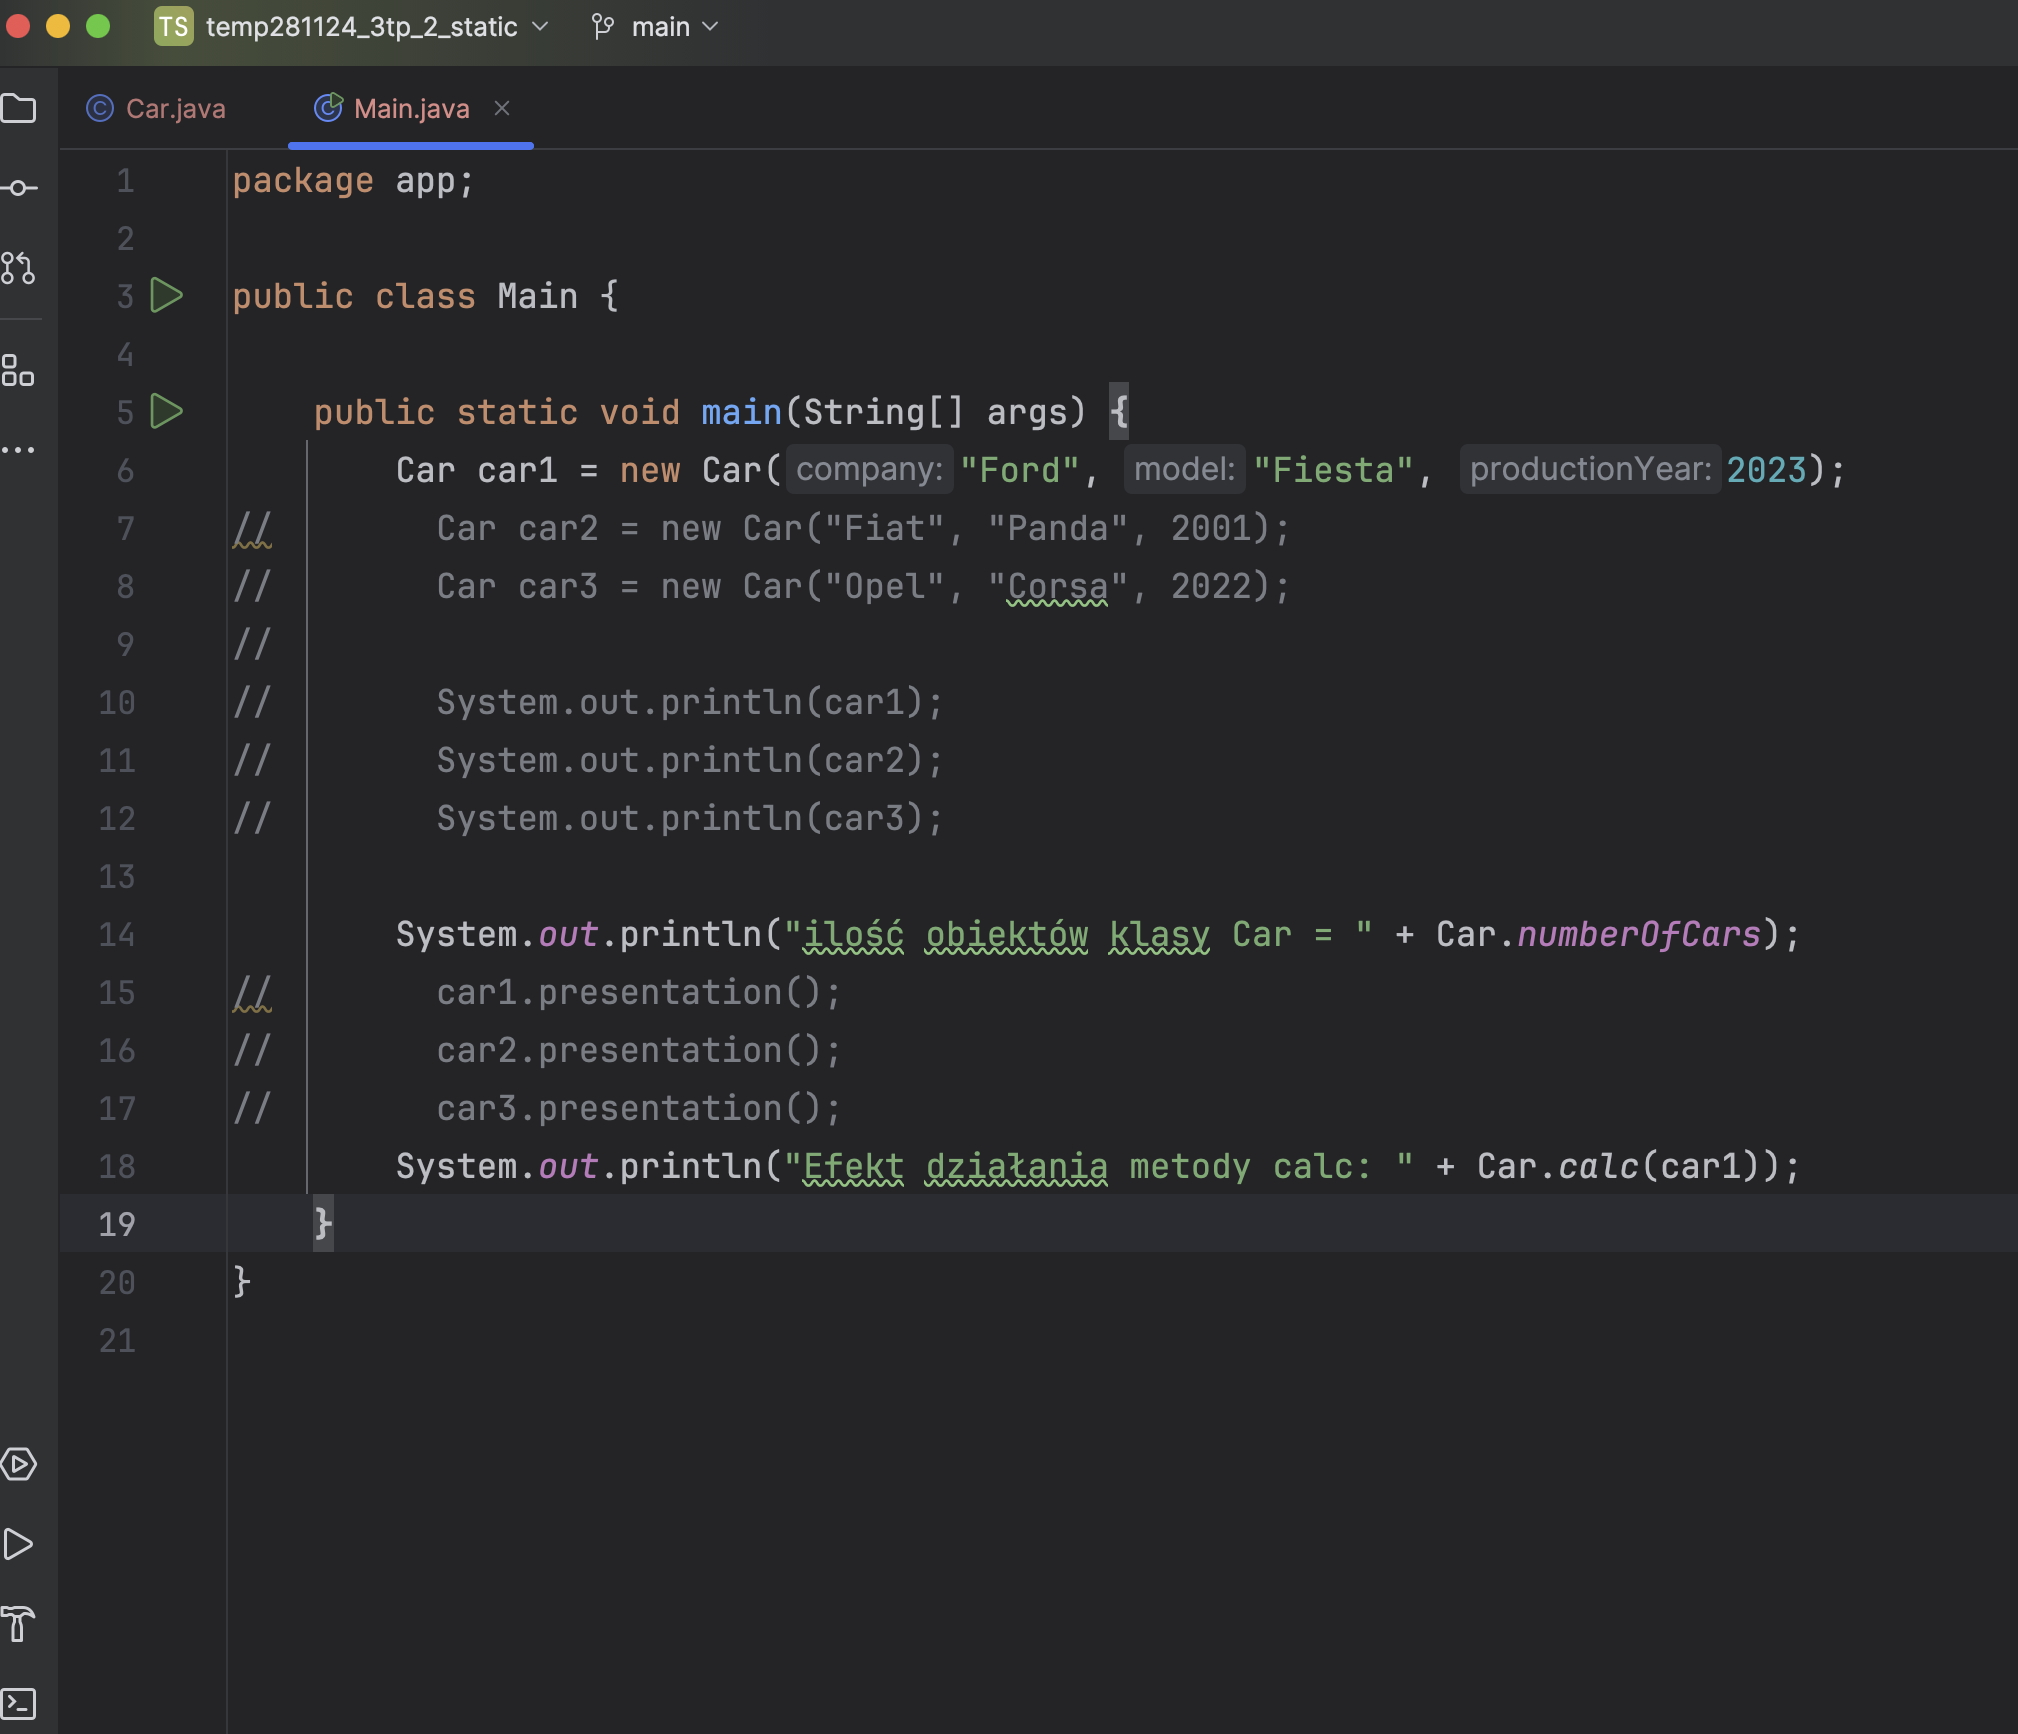 TS temp281124_3tp_2_static main
Car.java Main.java
1 package app;
2
3 public class Main {
4
5 public static void main(String[] args) {
6 Car car1 = new Car( company: "Ford", model: "Fiesta", productionYear: 2023);
7 // Car car2 = new Car("Fiat", "Panda", 2001);
8 // Car car3 = new Car("Opel", "Corsa", 2022);
9 //
10 // System.out.println(car1);
11 // System.out.println(car2);
12 // System.out.println(car3);
13
14 System.out.println("ilość obiektów klasy Car = " + Car.numberOfCars);
15 // car1.presentation();
16 // car2.presentation();
17 // car3.presentation();
18 System.out.println("Efekt działania metody calc: " + Car.calc(car1));
19 }
20 }
21